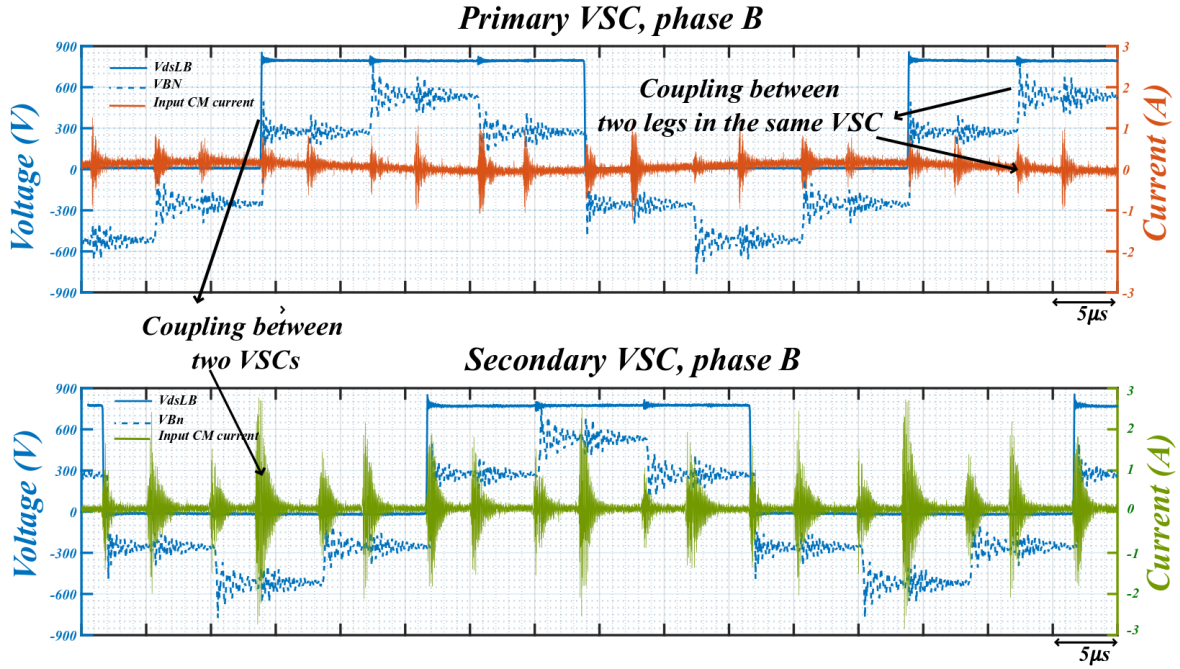 Primary VSC, phase B
900
600
300
0
-300
-600
-900
Voltage (V)
VdsLB
VBN
Input CM current
Coupling between
two legs in the same VSC
3
2
1
0
-1
-2
-3
Current (A)
5μs
Coupling between
two VSCs
Secondary VSC, phase B
900
600
300
0
-300
-600
-900
Voltage (V)
VdsLB
VBn
Input CM current
3
2
1
0
-1
-2
-3
Current (A)
5μs